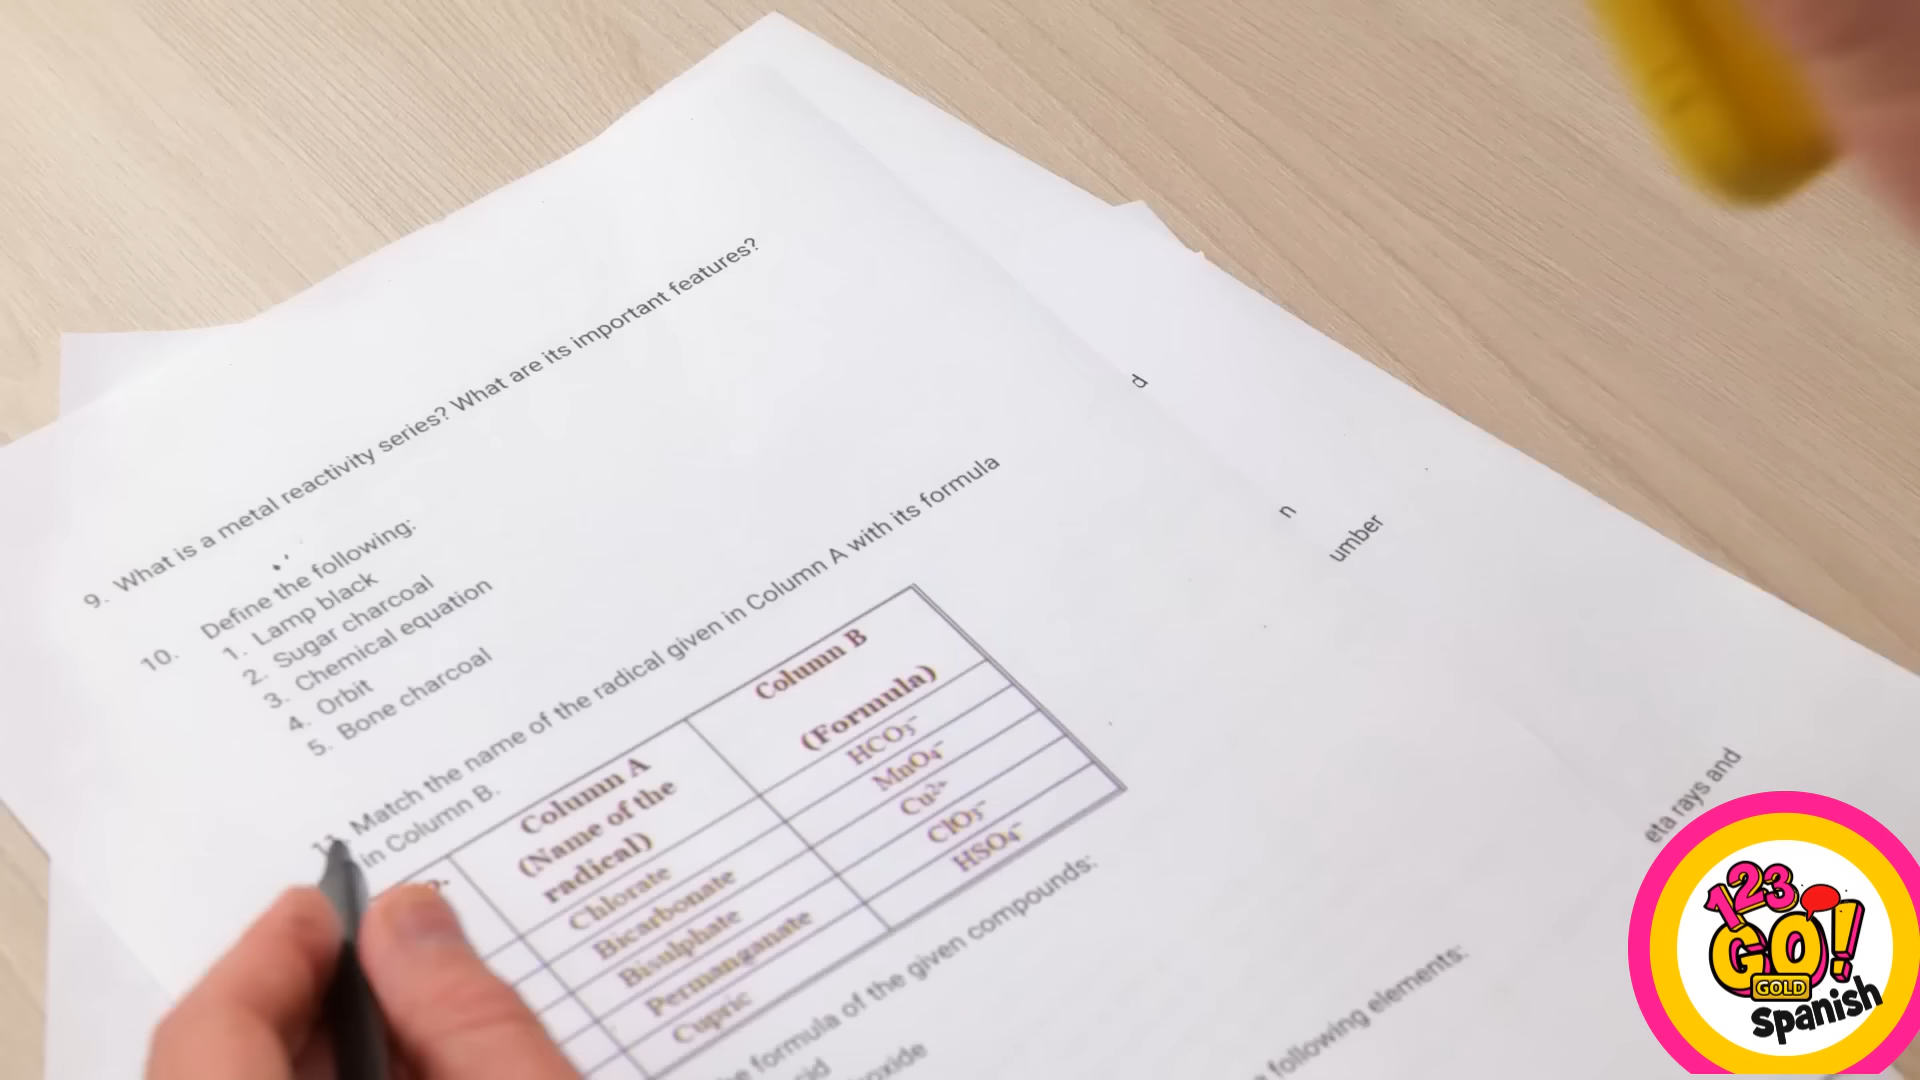 9. What is a metal reactivity series? What are its important features?
10. Define the following:
1. Lamp black
2. Sugar charcoal
3. Chemical equation
4. Orbit
5. Bone charcoal
11. Match the name of the radical given in Column A with its formula
in Column B.
Column A
(Name of the
radical)
Column B
(Formula)
Chlorate
HCO₃⁻
Bicarbonate
MnO₄⁻
Bisulphate
Cu²⁺
Permanganate
ClO₃⁻
Cupric
HSO₄⁻
formula of the given compounds:
following elements:
d
n
umber
eta rays and
123
GO!
GOLD
Spanish